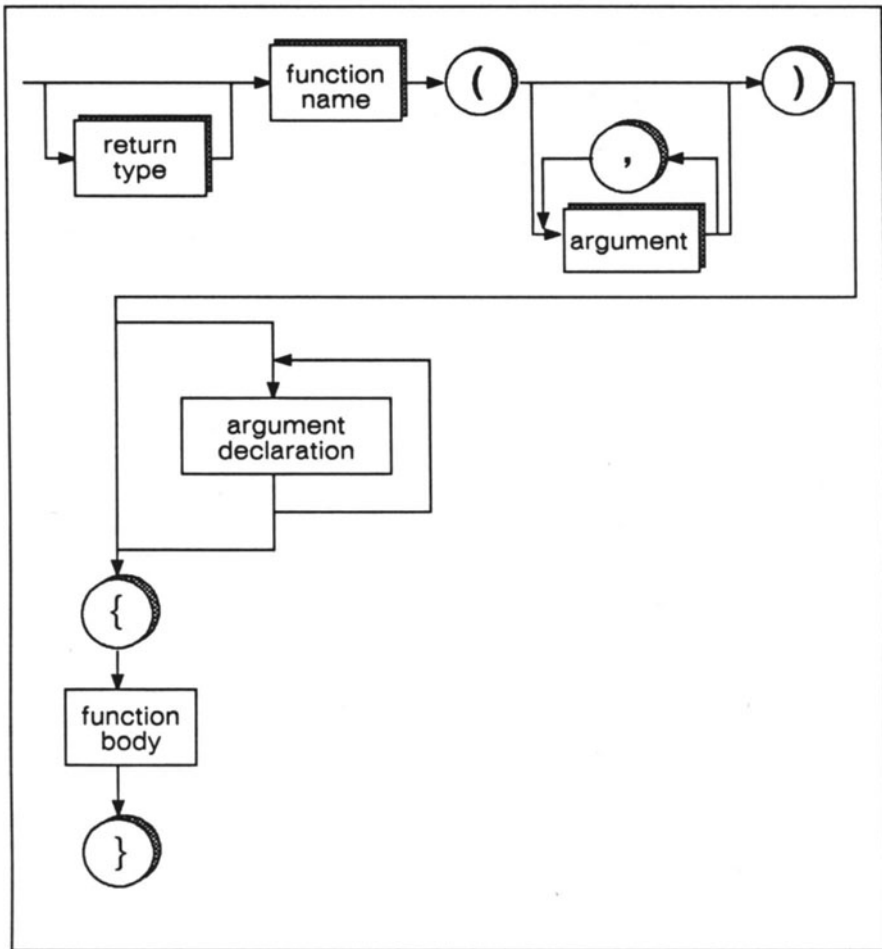 function
name
(
)
return
type
,
argument
argument
declaration
{
function
body
}